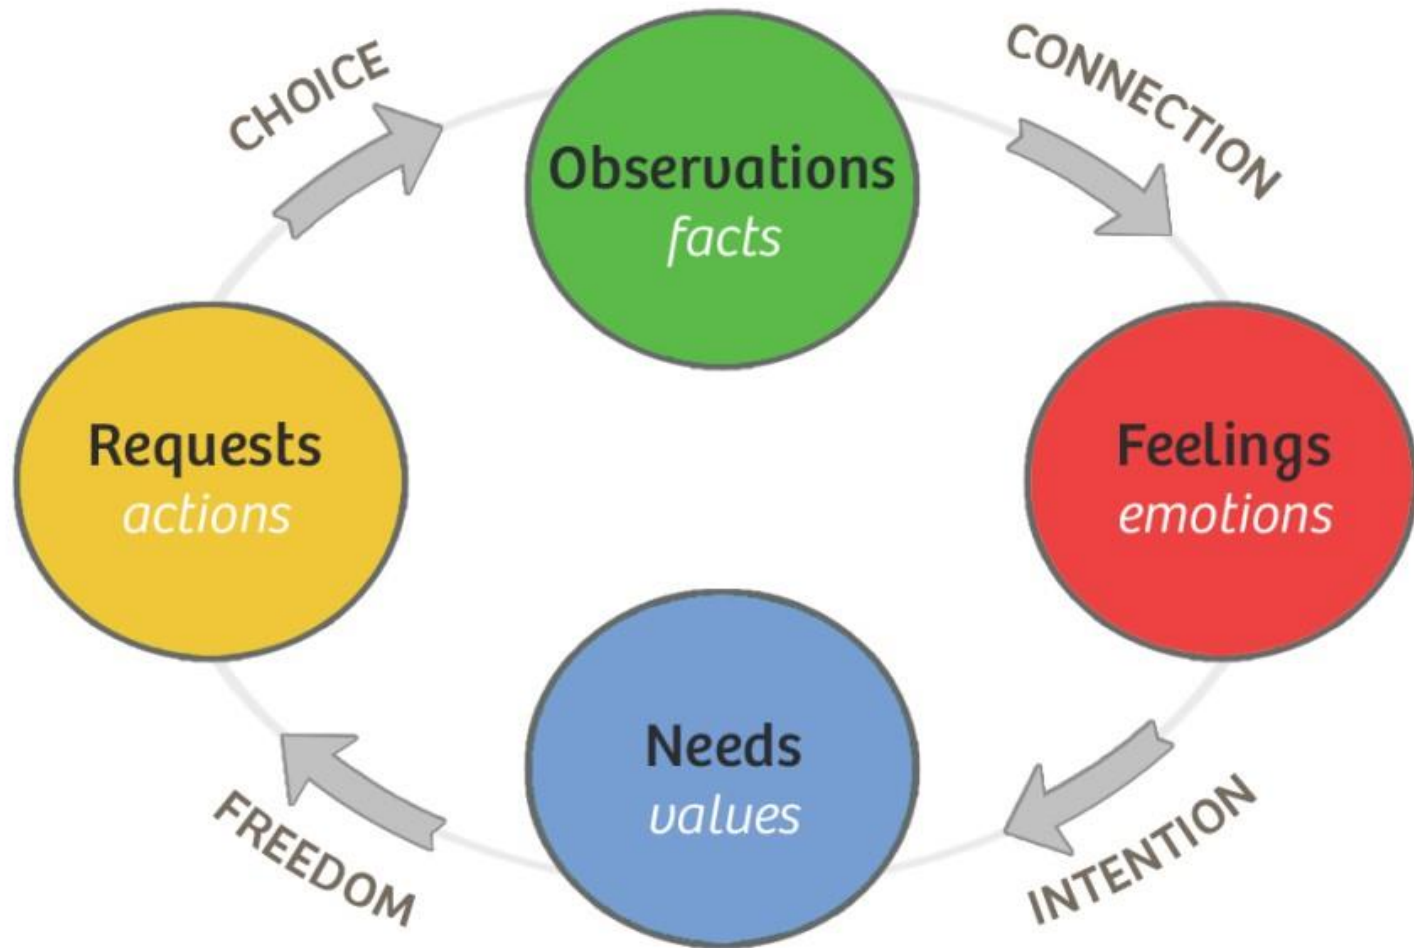 CHOICE
CONNECTION
Observations
facts
Requests
actions
Feelings
emotions
Needs
values
FREEDOM
INTENTION